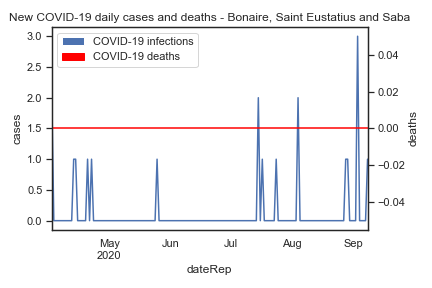 New COVID-19 daily cases and deaths - Bonaire, Saint Eustatius and Saba
COVID-19 infections
COVID-19 deaths
3.0
2.5
2.0
1.5
1.0
0.5
0.0
cases
0.04
0.02
0.00
−0.02
−0.04
deaths
May Jun Jul Aug Sep
2020
dateRep